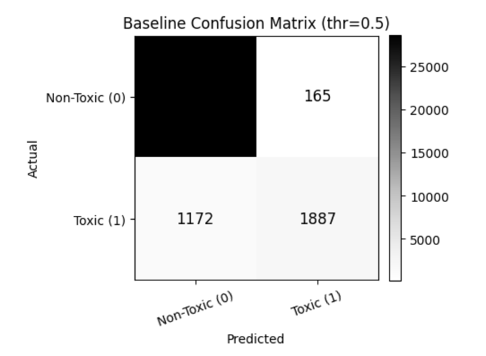 Baseline Confusion Matrix (thr=0.5)
Actual
Non-Toxic (0)
165
Toxic (1)
1172
1887
Non-Toxic (0)
Toxic (1)
Predicted
25000
20000
15000
10000
5000